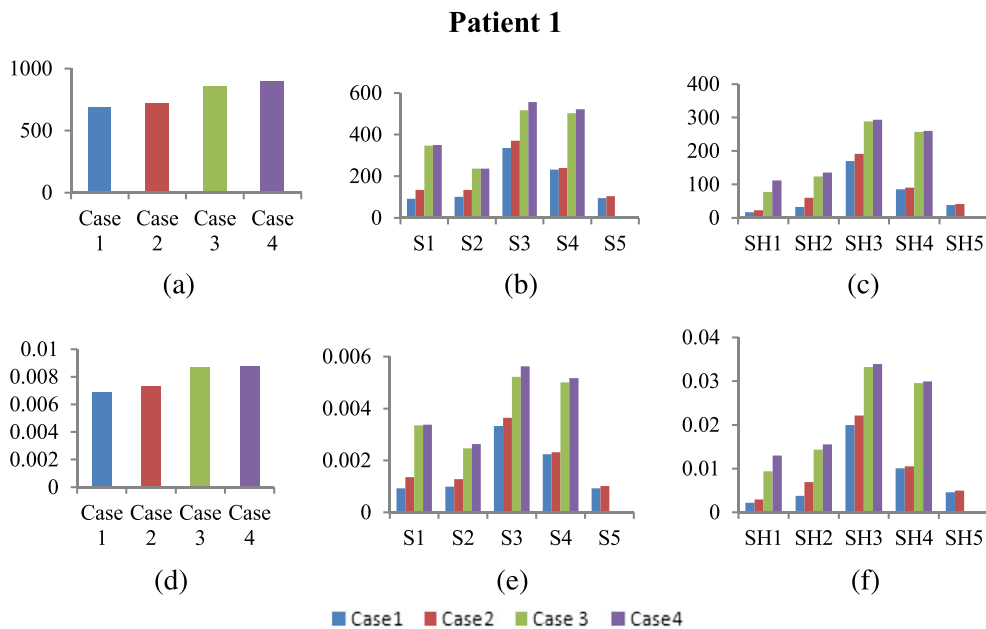 Patient 1
1000
500
0
Case 1 Case 2 Case 3 Case 4
(a)
800
600
400
200
0
S1 S2 S3 S4 S5
(b)
400
300
200
100
0
SH1 SH2 SH3 SH4 SH5
(c)
0.01
0.008
0.006
0.004
0.002
0
Case 1 Case 2 Case 3 Case 4
(d)
0.006
0.004
0.002
0
S1 S2 S3 S4 S5
(e)
0.04
0.03
0.02
0.01
0
SH1 SH2 SH3 SH4 SH5
(f)
Case1 Case2 Case 3 Case4